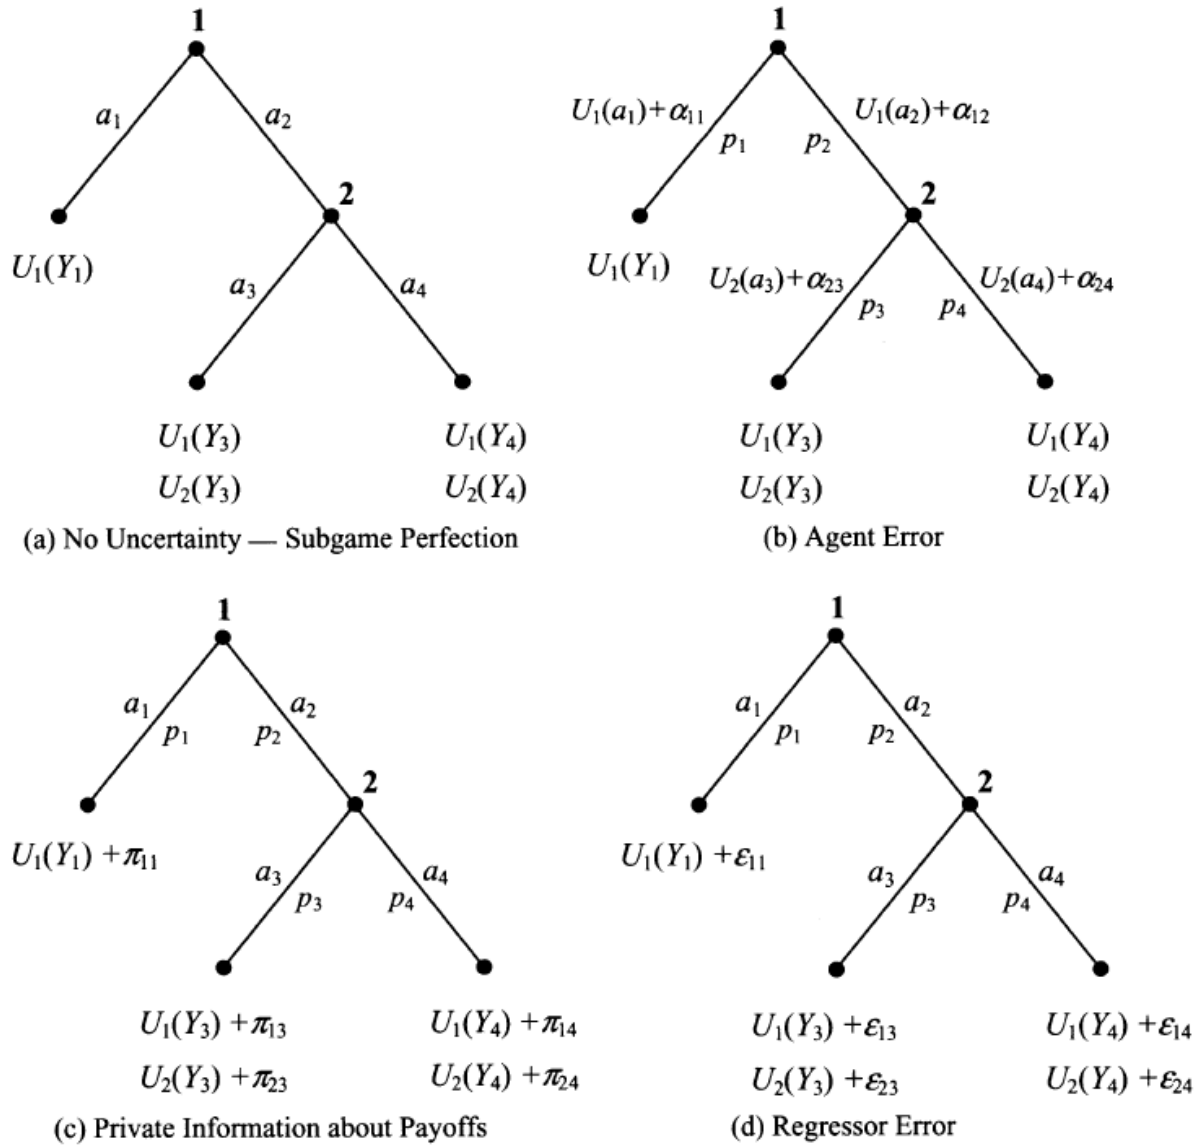 1
1
a₁
a₂
U₁(a₁)+α₁₁
p₁
p₂
U₁(a₂)+α₁₂
2
2
U₁(Y₁)
a₃
a₄
U₁(Y₁)
U₂(a₃)+α₂₃
p₃
p₄
U₂(a₄)+α₂₄
U₁(Y₃)
U₁(Y₄)
U₁(Y₃)
U₁(Y₄)
U₂(Y₃)
U₂(Y₄)
U₂(Y₃)
U₂(Y₄)
(a) No Uncertainty — Subgame Perfection
(b) Agent Error
1
1
a₁
p₁
p₂
a₂
a₁
p₁
p₂
a₂
2
2
U₁(Y₁) +π₁₁
a₃
p₃
p₄
a₄
U₁(Y₁) +ε₁₁
a₃
p₃
p₄
a₄
U₁(Y₃) +π₁₃
U₁(Y₄) +π₁₄
U₁(Y₃) +ε₁₃
U₁(Y₄) +ε₁₄
U₂(Y₃) +π₂₃
U₂(Y₄) +π₂₄
U₂(Y₃) +ε₂₃
U₂(Y₄) +ε₂₄
(c) Private Information about Payoffs
(d) Regressor Error